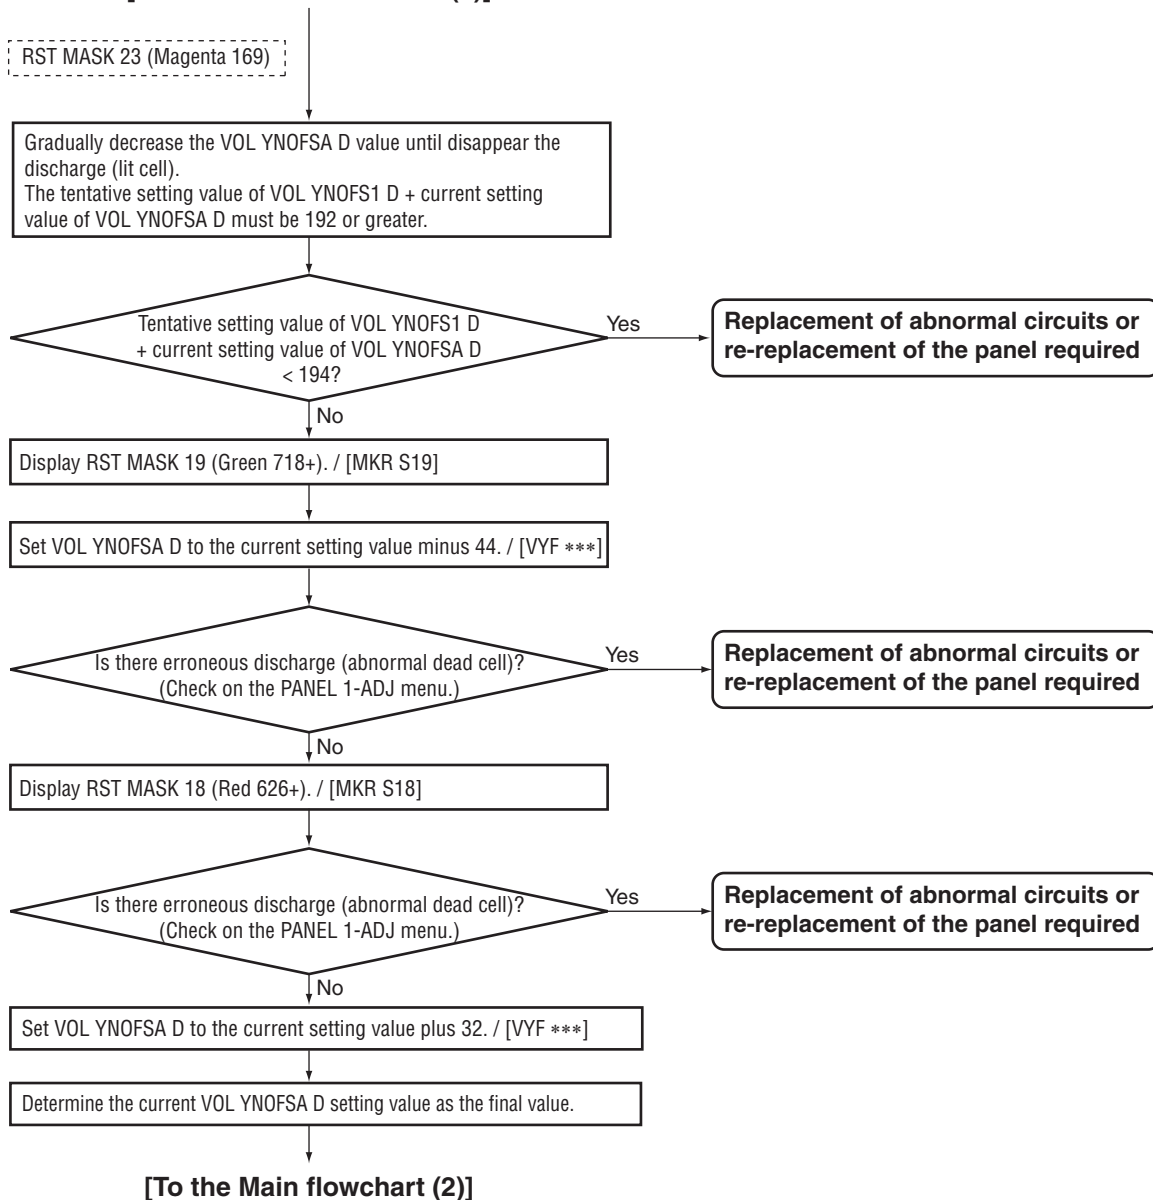 RST MASK 23 (Magenta 169)
Gradually decrease the VOL YNOFSA D value until disappear the
discharge (lit cell).
The tentative setting value of VOL YNOFS1 D + current setting
value of VOL YNOFSA D must be 192 or greater.
Tentative setting value of VOL YNOFS1 D
+ current setting value of VOL YNOFSA D
< 194?
Yes
Replacement of abnormal circuits or
re-replacement of the panel required
No
Display RST MASK 19 (Green 718+). / [MKR S19]
Set VOL YNOFSA D to the current setting value minus 44. / [VYF ***]
Is there erroneous discharge (abnormal dead cell)?
(Check on the PANEL 1-ADJ menu.)
Yes
Replacement of abnormal circuits or
re-replacement of the panel required
No
Display RST MASK 18 (Red 626+). / [MKR S18]
Is there erroneous discharge (abnormal dead cell)?
(Check on the PANEL 1-ADJ menu.)
Yes
Replacement of abnormal circuits or
re-replacement of the panel required
No
Set VOL YNOFSA D to the current setting value plus 32. / [VYF ***]
Determine the current VOL YNOFSA D setting value as the final value.
[To the Main flowchart (2)]